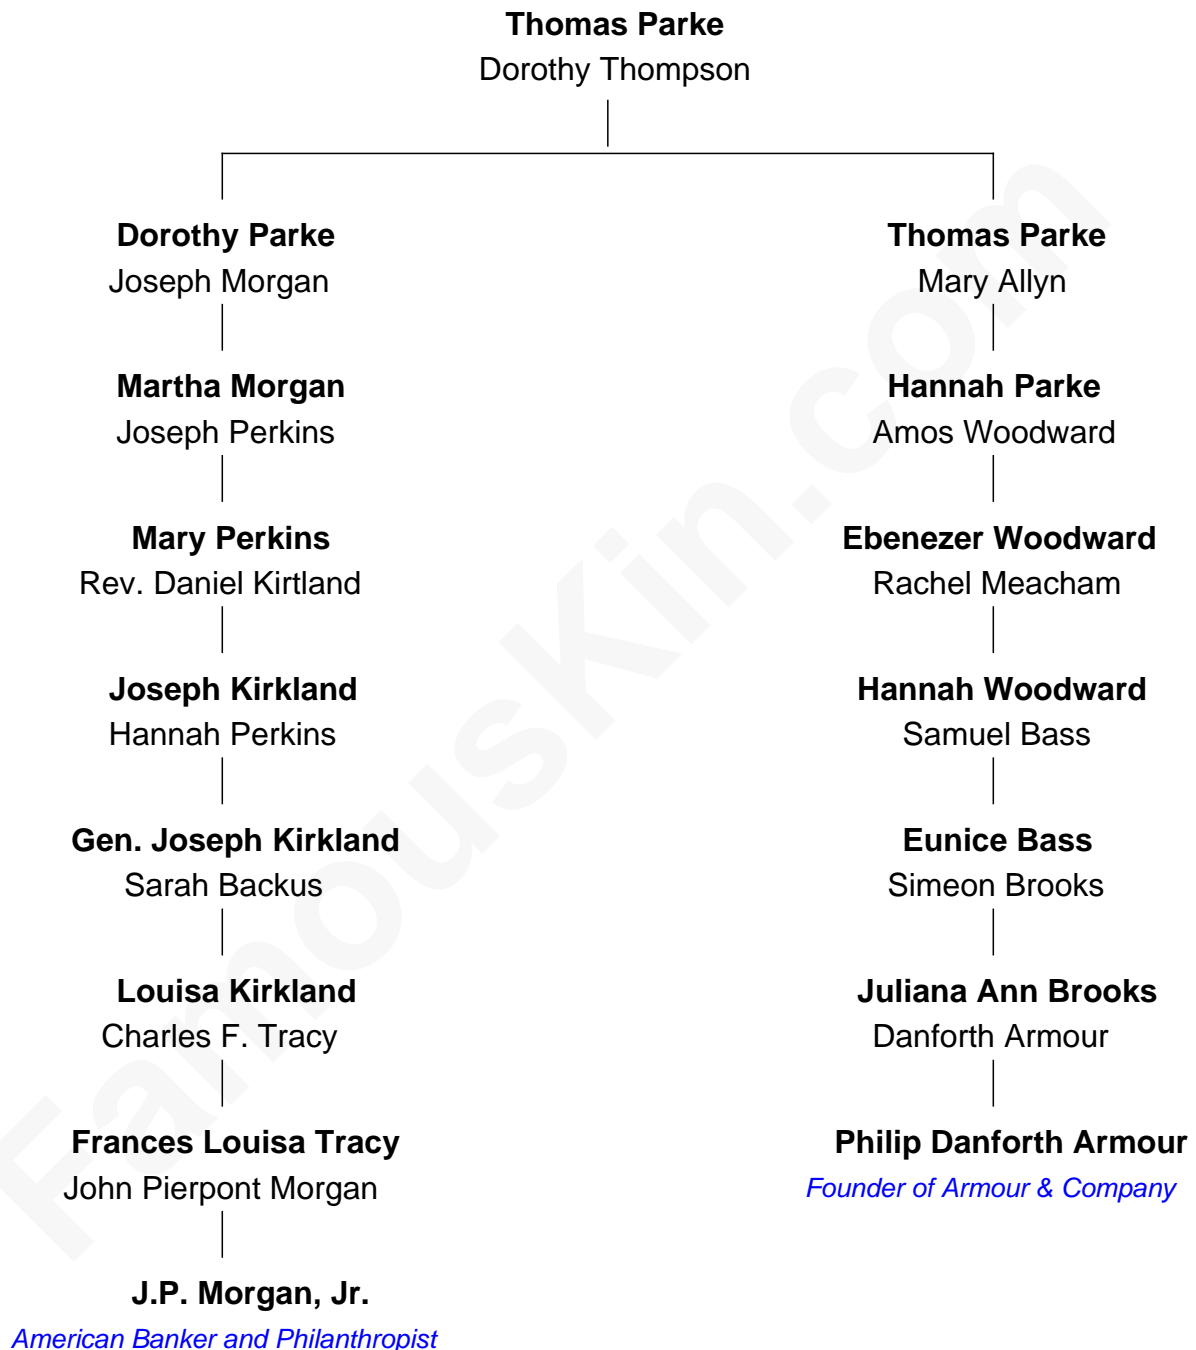 Thomas Parke
Dorothy Thompson
Dorothy Parke
Joseph Morgan
Martha Morgan
Joseph Perkins
Mary Perkins
Rev. Daniel Kirtland
Joseph Kirkland
Hannah Perkins
Gen. Joseph Kirkland
Sarah Backus
Louisa Kirkland
Charles F. Tracy
Frances Louisa Tracy
John Pierpont Morgan
J.P. Morgan, Jr.
American Banker and Philanthropist
Thomas Parke
Mary Allyn
Hannah Parke
Amos Woodward
Ebenezer Woodward
Rachel Meacham
Hannah Woodward
Samuel Bass
Eunice Bass
Simeon Brooks
Juliana Ann Brooks
Danforth Armour
Philip Danforth Armour
Founder of Armour & Company
FamousKin.com